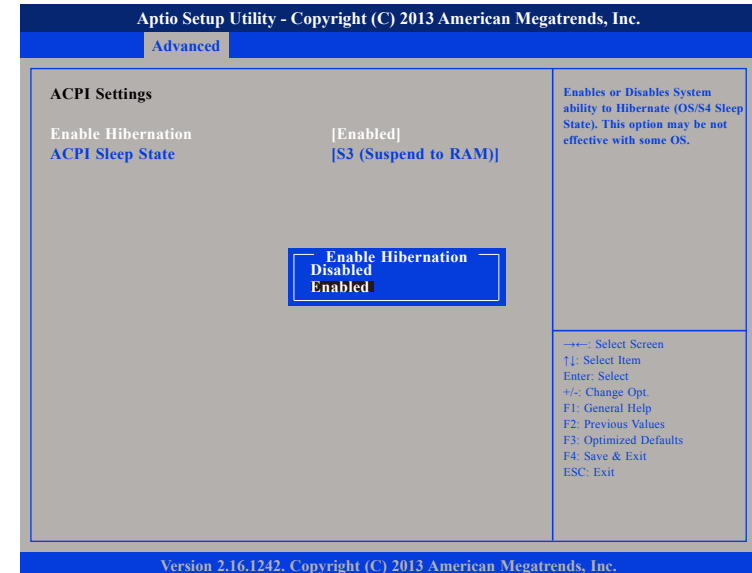 Aptio Setup Utility - Copyright (C) 2013 American Megatrends, Inc.
Advanced
ACPI Settings
Enable Hibernation [Enabled]
ACPI Sleep State [S3 (Suspend to RAM)]
Enable Hibernation
Disabled
Enabled
Enables or Disables System
ability to Hibernate (OS/S4 Sleep
State). This option may be not
effective with some OS.
→←: Select Screen
↑↓: Select Item
Enter: Select
+/-: Change Opt.
F1: General Help
F2: Previous Values
F3: Optimized Defaults
F4: Save & Exit
ESC: Exit
Version 2.16.1242. Copyright (C) 2013 American Megatrends, Inc.